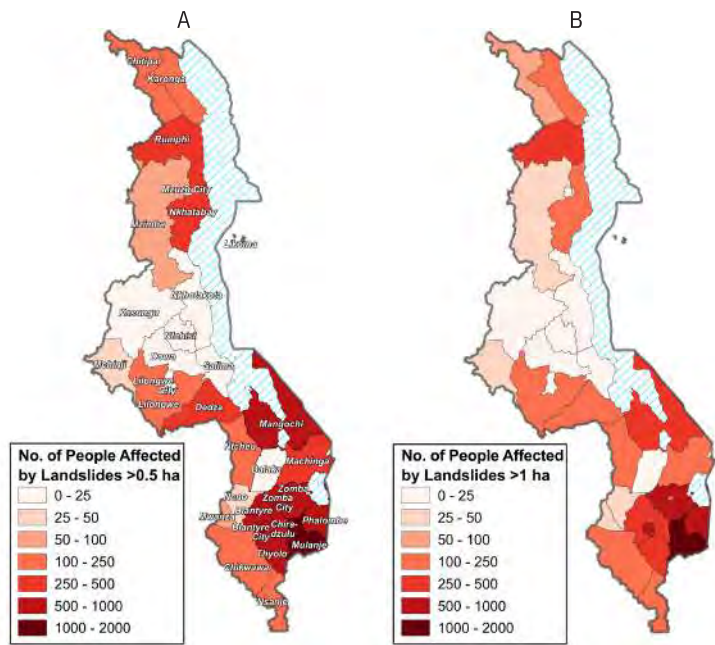 A
B
Chitipa
Karonga
Rumphi
Mzuzu City
Nkhatabay
Mzimba
Likoma
Nkhotakota
Kasungu
Ntchisi
Dowa
Salima
Mchinji
Lilongwe
City
Lilongwe
Dedza
Mangochi
Ntcheu
Machinga
Balaka
Neno
Zomba
Zomba
City
Mwanza
Blantyre
Phalombe
Blantyre
City
Chira-
dzulu
Mulanje
Thyolo
Chikwawa
Nsanje
No. of People Affected
by Landslides >0.5 ha
0 - 25
25 - 50
50 - 100
100 - 250
250 - 500
500 - 1000
1000 - 2000
No. of People Affected
by Landslides >1 ha
0 - 25
25 - 50
50 - 100
100 - 250
250 - 500
500 - 1000
1000 - 2000